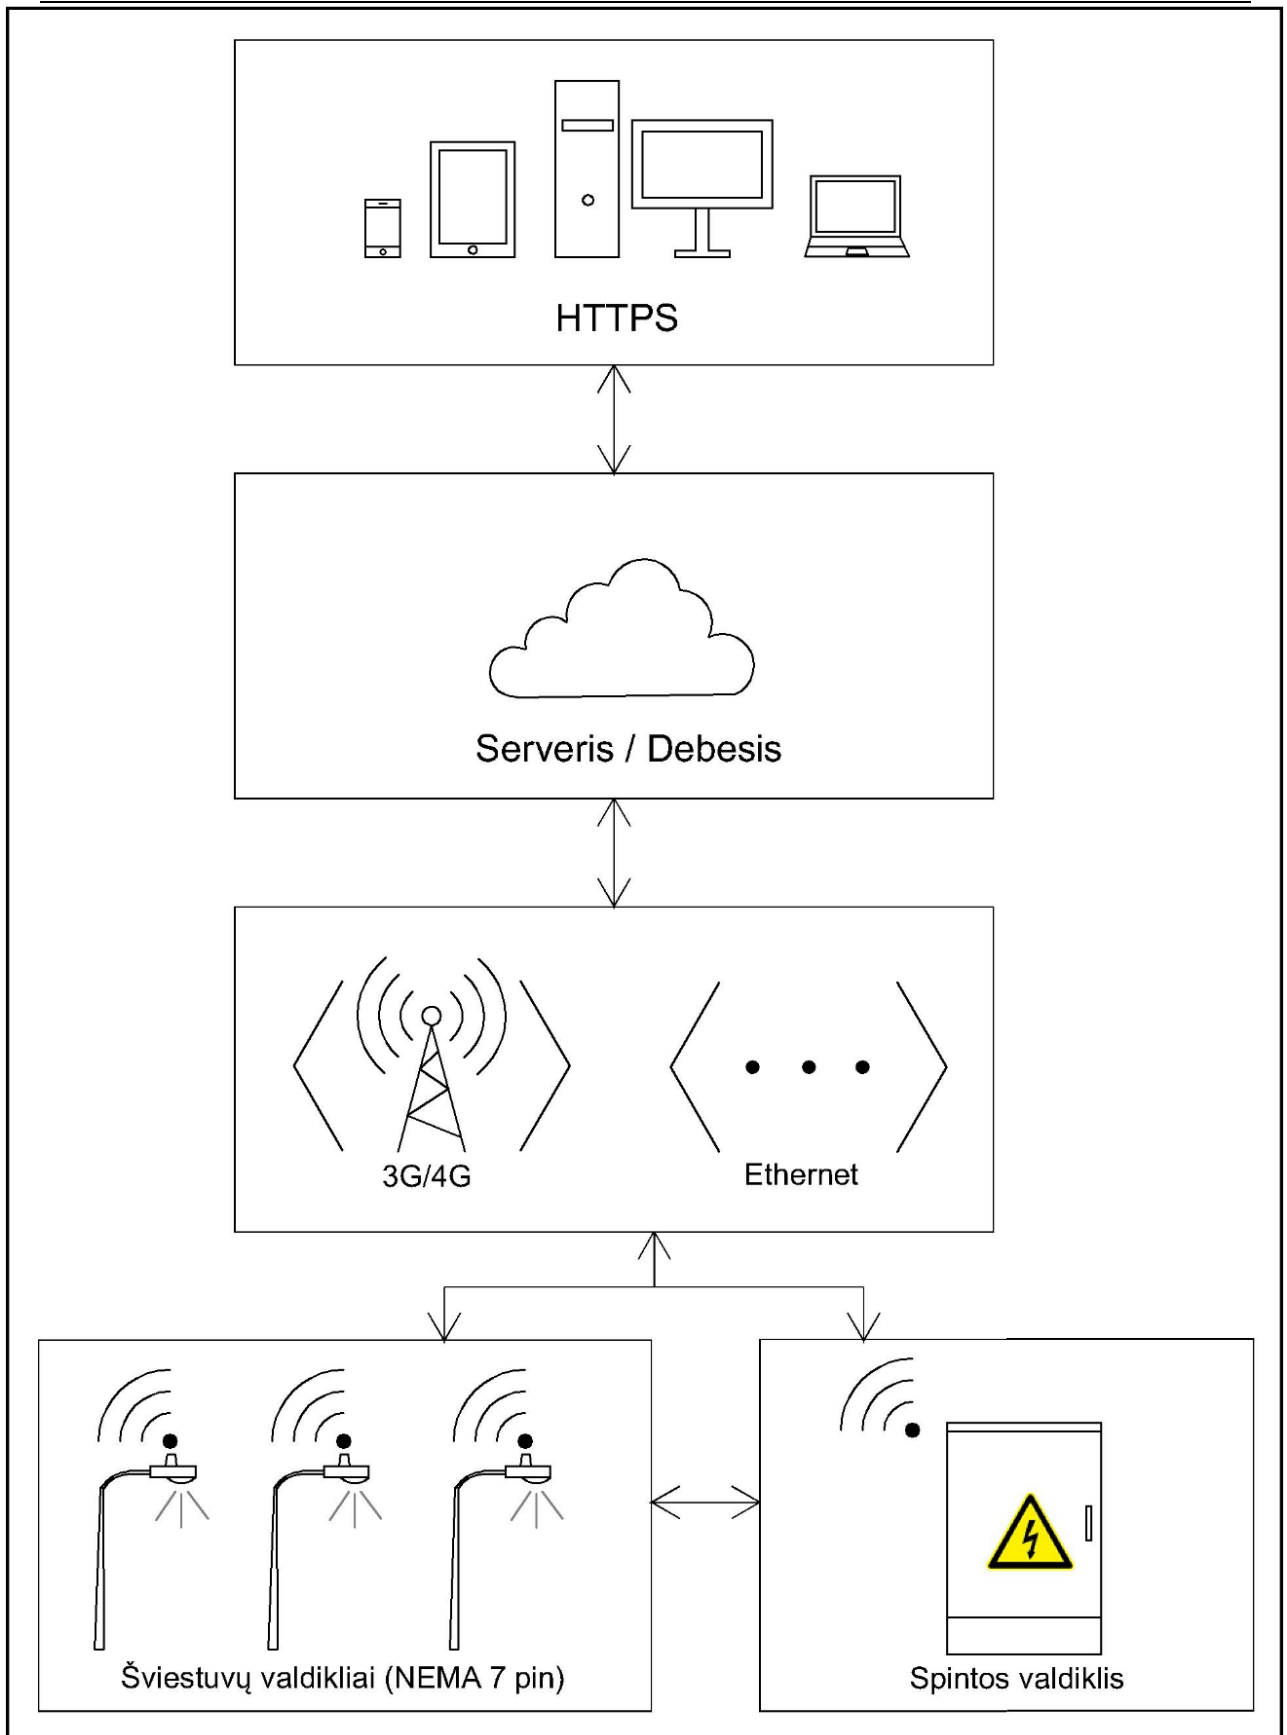 HTTPS
Serveris / Debesis
3G/4G
Ethernet
Šviestuvų valdikliai (NEMA 7 pin)
Spintos valdiklis